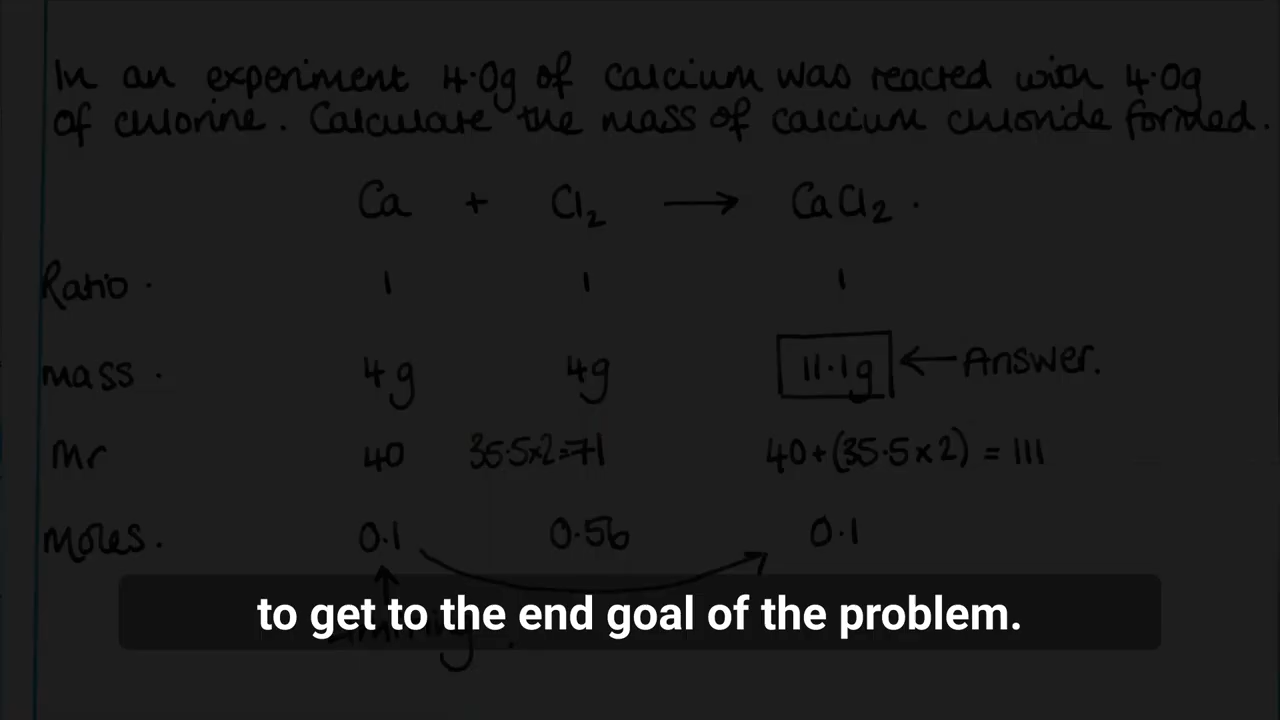 In an experiment 4.0g of calcium was reacted with 4.0g
of chlorine. Calculate the mass of calcium chloride formed.
Ca + Cl₂ → CaCl₂.
Ratio. 1 1 1
mass. 4g 4g 11.1g ← Answer.
Mr 40 35.5x2=71 40+(35.5x2) = 111
Moles. 0.1 0.56 0.1
to get to the end goal of the problem.